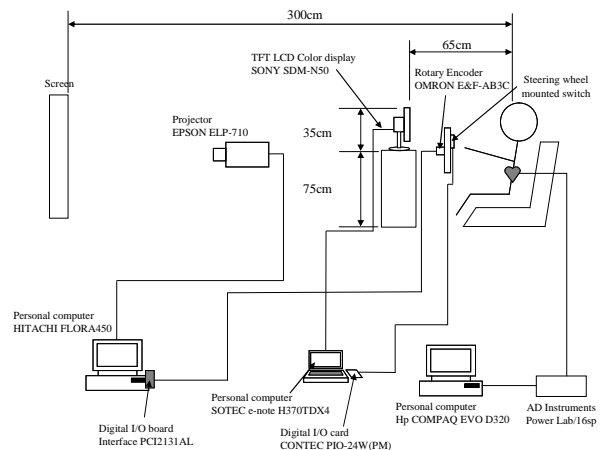 300cm
65cm
Screen
TFT LCD Color display
SONY SDM-N50
Rotary Encoder
OMRON E&F-AB3C
Steering wheel
mounted switch
Projector
EPSON ELP-710
35cm
75cm
Personal computer
HITACHI FLORA450
Digital I/O board
Interface PCI2131AL
Personal computer
SOTEC e-note H370TDX4
Digital I/O card
CONTEC PIO-24W(PM)
Personal computer
Hp COMPAQ EVO D320
AD Instruments
Power Lab/16sp